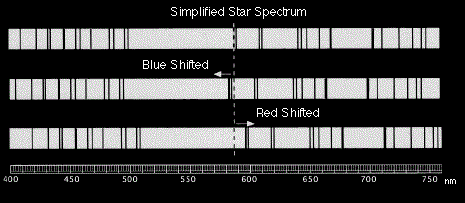 Simplified Star Spectrum
Blue Shifted
Red Shifted
400 450 500 550 600 650 700 750 nm